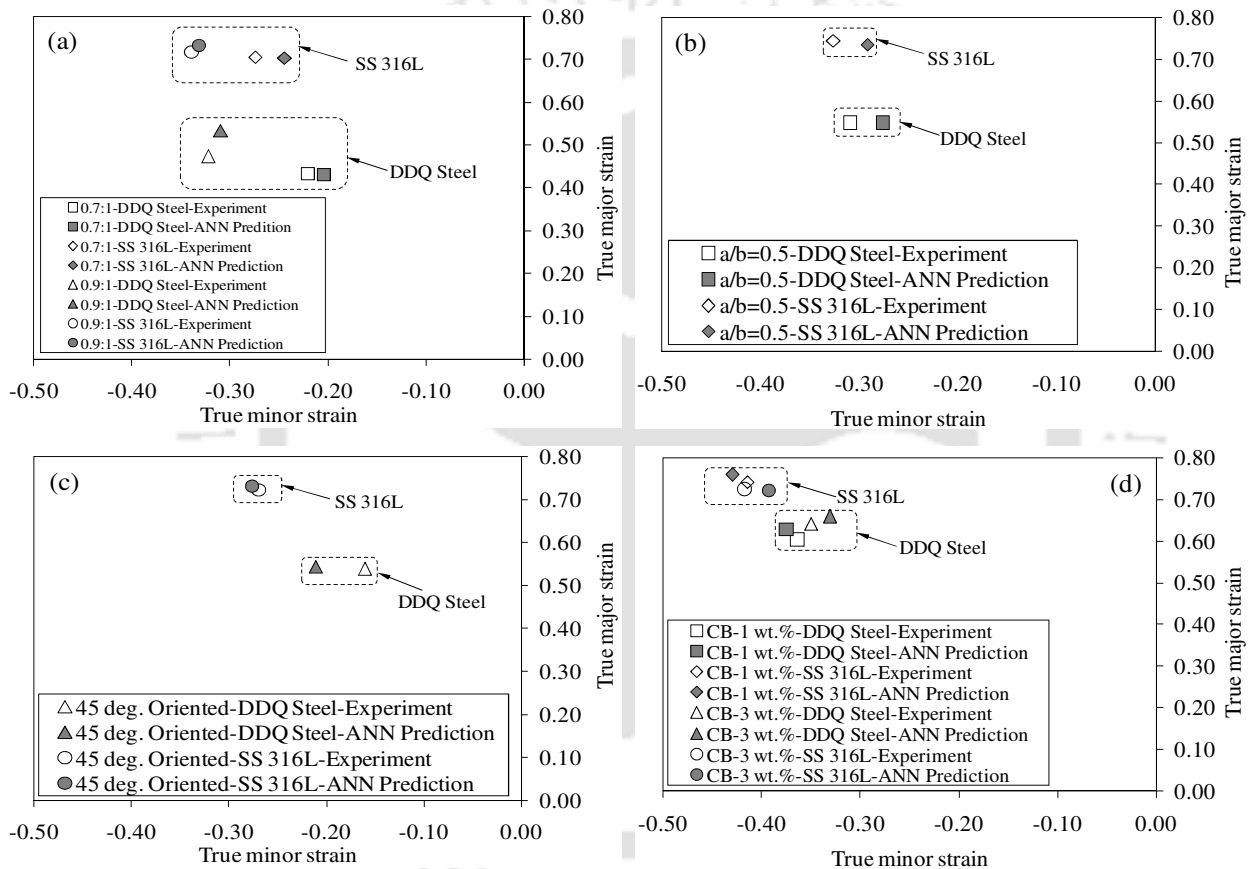 (a)
SS 316L
DDQ Steel
0.7:1-DDQ Steel-Experiment
0.7:1-DDQ Steel-ANN Predition
0.7:1-SS 316L-Experiment
0.7:1-SS 316L-ANN Prediction
0.9:1-DDQ Steel-Experiment
0.9:1-DDQ Steel-ANN Prediction
0.9:1-SS 316L-Experiment
0.9:1-SS 316L-ANN Prediction
0.80
0.70
0.60
0.50
0.40
0.30
0.20
0.10
0.00
True major strain
-0.50 -0.40 -0.30 -0.20 -0.10 0.00
True minor strain
(b)
SS 316L
DDQ Steel
a/b=0.5-DDQ Steel-Experiment
a/b=0.5-DDQ Steel-ANN Prediction
a/b=0.5-SS 316L-Experiment
a/b=0.5-SS 316L-ANN Prediction
0.80
0.70
0.60
0.50
0.40
0.30
0.20
0.10
0.00
True major strain
-0.50 -0.40 -0.30 -0.20 -0.10 0.00
True minor strain
(c)
SS 316L
DDQ Steel
45 deg. Oriented-DDQ Steel-Experiment
45 deg. Oriented-DDQ Steel-ANN Prediction
45 deg. Oriented-SS 316L-Experiment
45 deg. Oriented-SS 316L-ANN Prediction
0.80
0.70
0.60
0.50
0.40
0.30
0.20
0.10
0.00
True major strain
-0.50 -0.40 -0.30 -0.20 -0.10 0.00
True minor strain
(d)
SS 316L
DDQ Steel
CB-1 wt.%-DDQ Steel-Experiment
CB-1 wt.%-DDQ Steel-ANN Prediction
CB-1 wt.%-SS 316L-Experiment
CB-1 wt.%-SS 316L-ANN Prediction
CB-3 wt.%-DDQ Steel-Experiment
CB-3 wt.%-DDQ Steel-ANN Prediction
CB-3 wt.%-SS 316L-Experiment
CB-3 wt.%-SS 316L-ANN Prediction
0.80
0.70
0.60
0.50
0.40
0.30
0.20
0.10
0.00
True major strain
-0.50 -0.40 -0.30 -0.20 -0.10 0.00
True minor strain